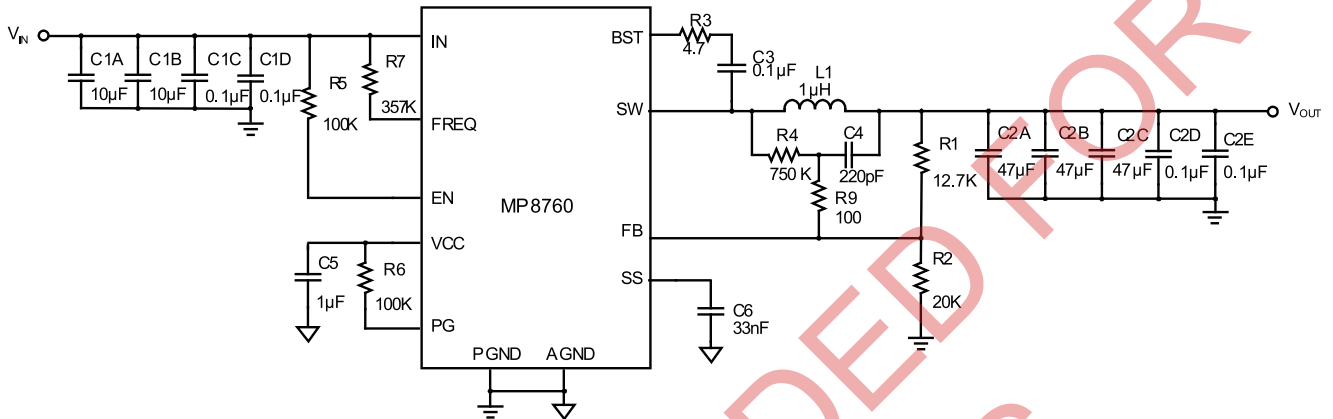 V_IN
C1A
10µF
C1B
10µF
C1C
0.1µF
C1D
0.1µF
R5
100K
R7
357K
IN
FREQ
EN
VCC
PG
PGND
AGND
MP8760
BST
SW
FB
SS
C5
1µF
R6
100K
R3
4.7
C3
0.1µF
L1
1µH
R4
750 K
C4
220pF
R9
100
R1
12.7K
R2
20K
C6
33nF
C2A
47µF
C2B
47µF
C2C
47µF
C2D
0.1µF
C2E
0.1µF
V_OUT
DED FOR